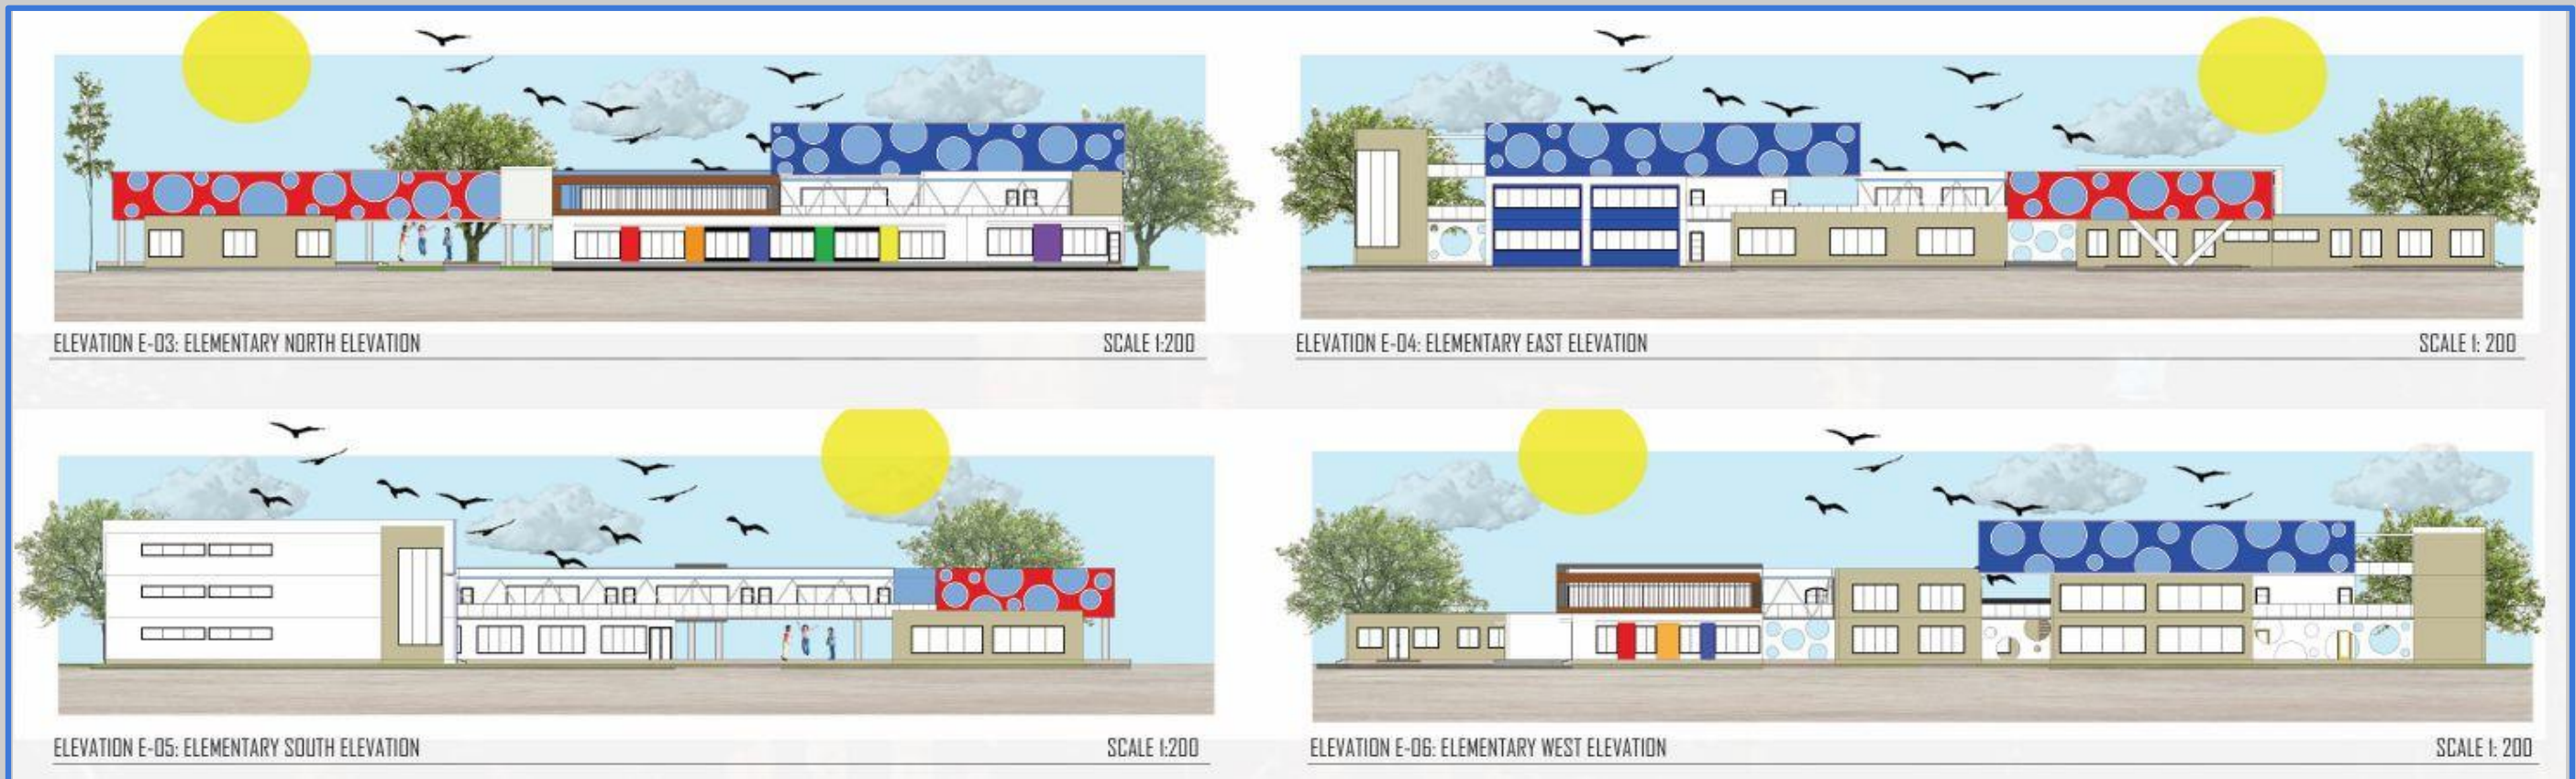 ELEVATION E-03: ELEMENTARY NORTH ELEVATION SCALE 1:200
ELEVATION E-04: ELEMENTARY EAST ELEVATION SCALE 1: 200
ELEVATION E-05: ELEMENTARY SOUTH ELEVATION SCALE 1:200
ELEVATION E-06: ELEMENTARY WEST ELEVATION SCALE 1: 200